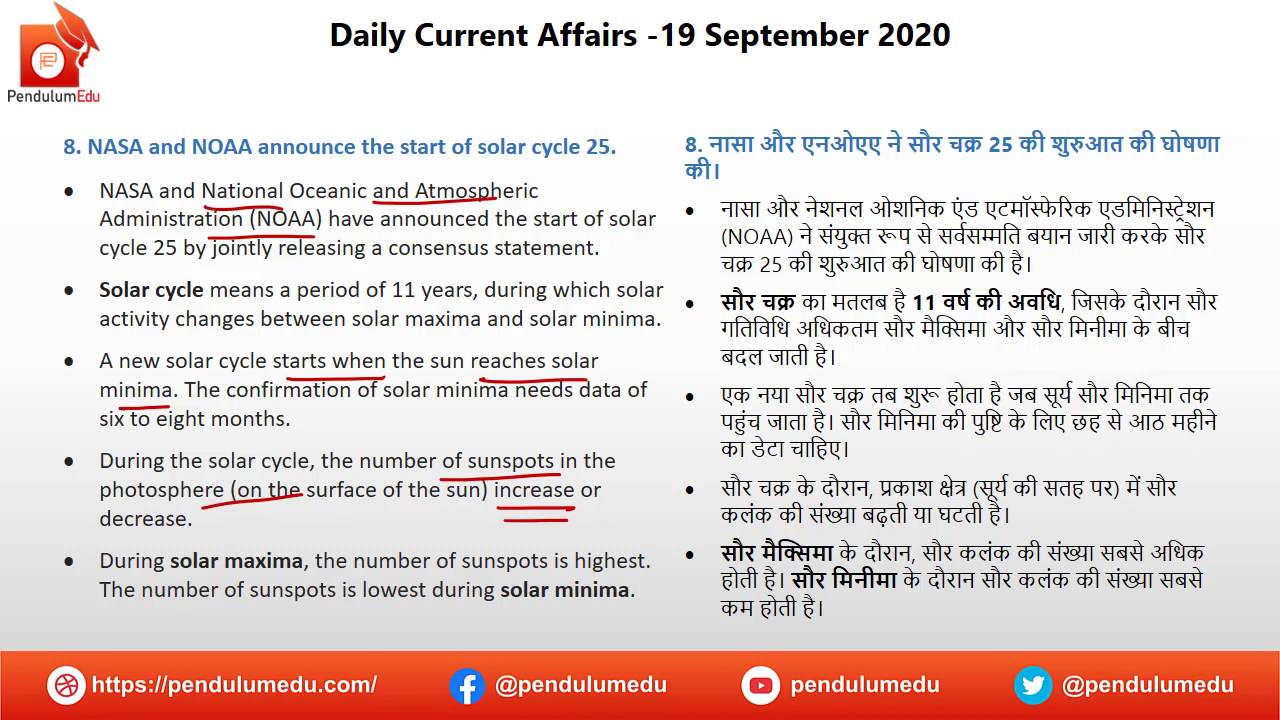 Daily Current Affairs -19 September 2020
PendulumEdu
8. NASA and NOAA announce the start of solar cycle 25.
● NASA and National Oceanic and Atmospheric
Administration (NOAA) have announced the start of solar
cycle 25 by jointly releasing a consensus statement.
● Solar cycle means a period of 11 years, during which solar
activity changes between solar maxima and solar minima.
● A new solar cycle starts when the sun reaches solar
minima. The confirmation of solar minima needs data of
six to eight months.
● During the solar cycle, the number of sunspots in the
photosphere (on the surface of the sun) increase or
decrease.
● During solar maxima, the number of sunspots is highest.
The number of sunspots is lowest during solar minima.
8. नासा और एनओएए ने सौर चक्र 25 की शुरुआत की घोषणा
की।
● नासा और नेशनल ओशनिक एंड एटमॉस्फेरिक एडमिनिस्ट्रेशन
(NOAA) ने संयुक्त रूप से सर्वसम्मति बयान जारी करके सौर
चक्र 25 की शुरुआत की घोषणा की है।
● सौर चक्र का मतलब है 11 वर्ष की अवधि, जिसके दौरान सौर
गतिविधि अधिकतम सौर मैक्सिमा और सौर मिनीमा के बीच
बदल जाती है।
● एक नया सौर चक्र तब शुरू होता है जब सूर्य सौर मिनिमा तक
पहुंच जाता है। सौर मिनिमा की पुष्टि के लिए छह से आठ महीने
का डेटा चाहिए।
● सौर चक्र के दौरान, प्रकाश क्षेत्र (सूर्य की सतह पर) में सौर
कलंक की संख्या बढ़ती या घटती है।
● सौर मैक्सिमा के दौरान, सौर कलंक की संख्या सबसे अधिक
होती है। सौर मिनीमा के दौरान सौर कलंक की संख्या सबसे
कम होती है।
https://pendulumedu.com/
@pendulumedu
pendulumedu
@pendulumedu